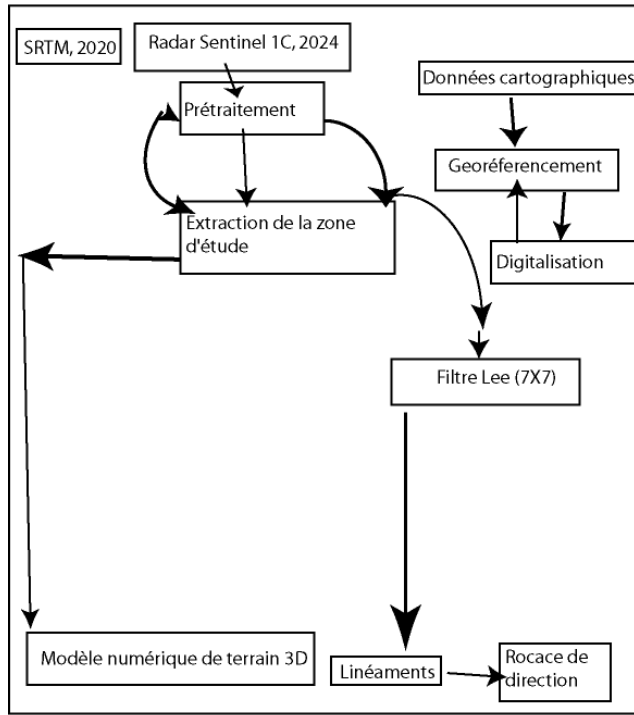 SRTM, 2020
Radar Sentinel 1C, 2024
Données cartographiques
Prétraitement
Georéferencement
Extraction de la zone
d'étude
Digitalisation
Filtre Lee (7X7)
Modèle numérique de terrain 3D
Linéaments
Rocace de
direction